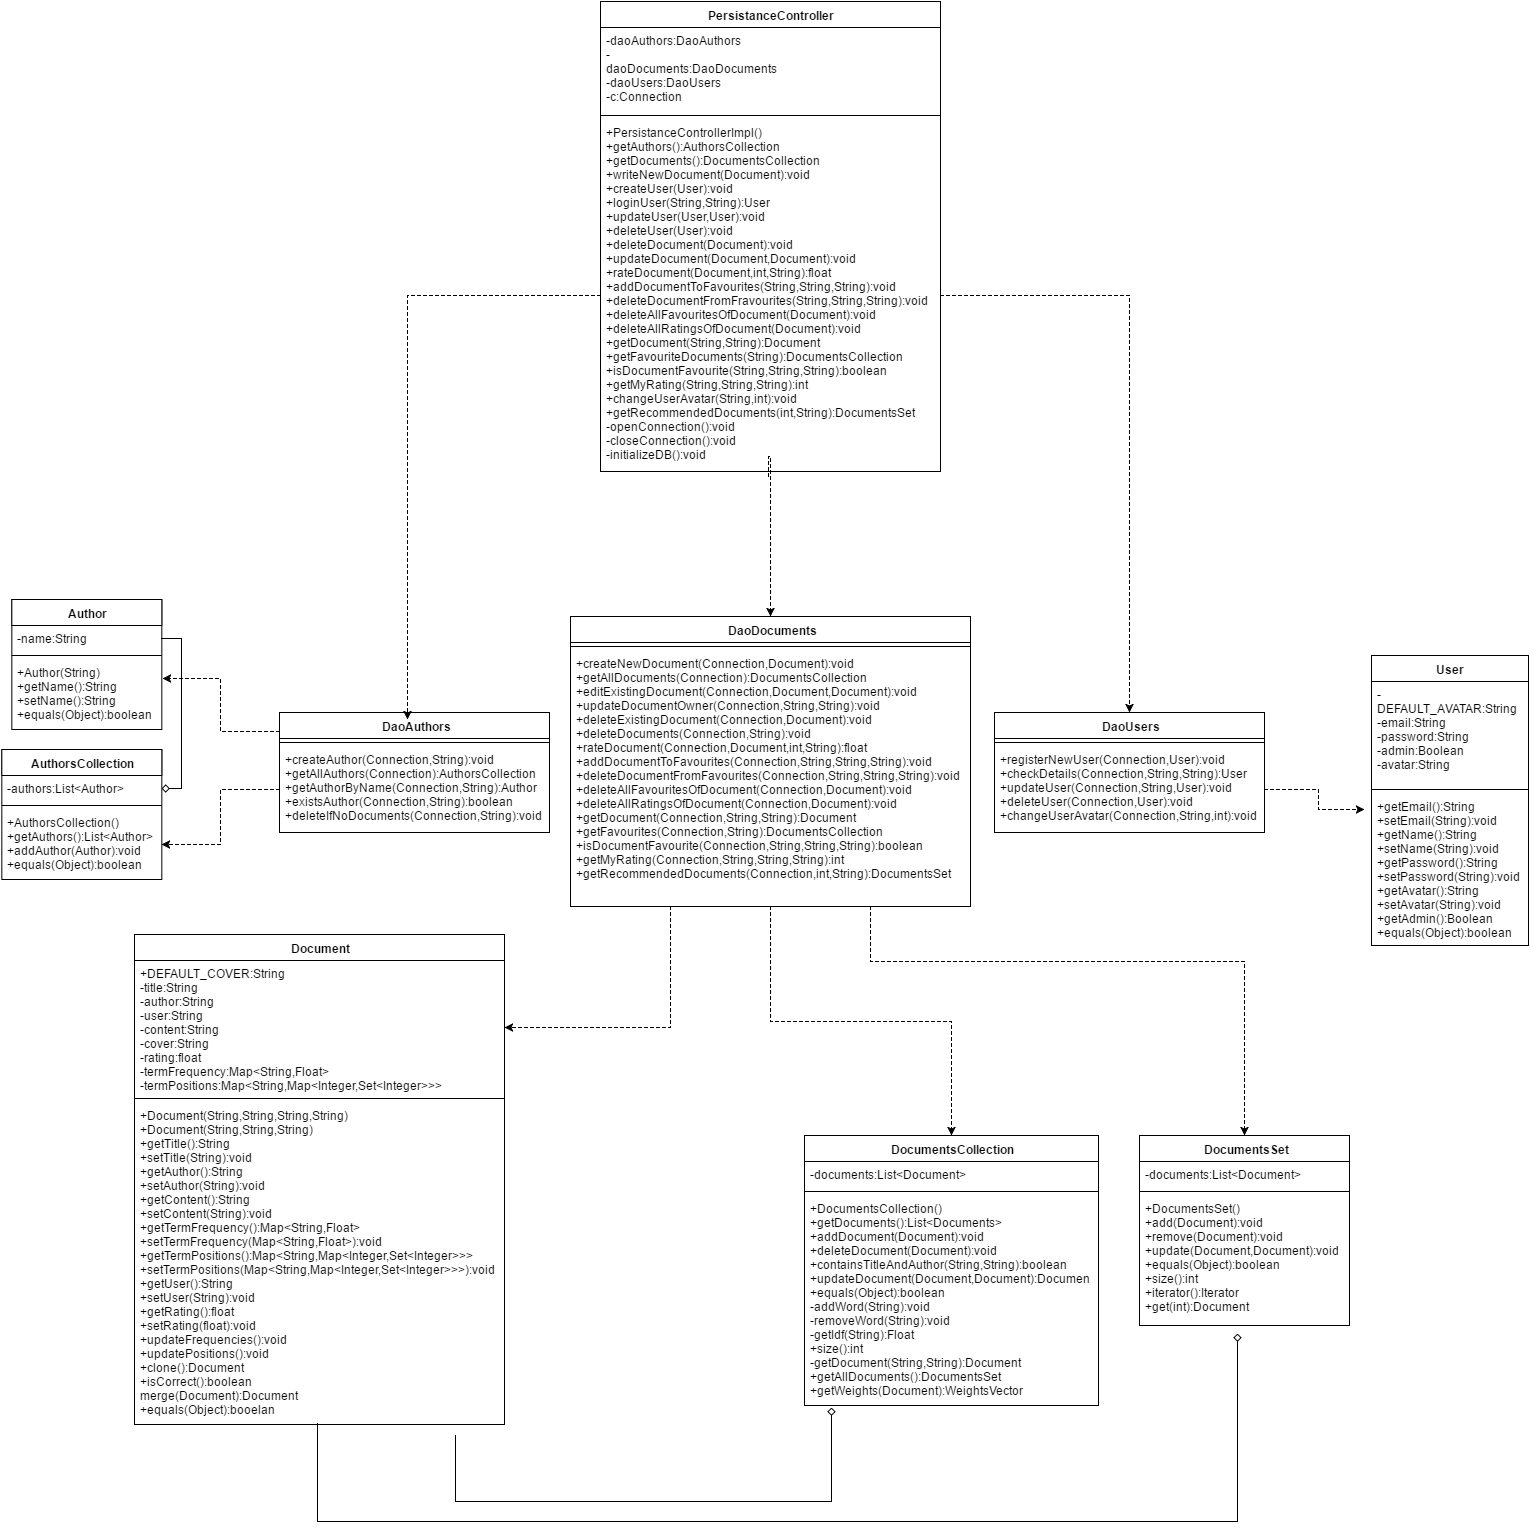 PersistanceController
-daoAuthors:DaoAuthors
-
daoDocuments:DaoDocuments
-daoUsers:DaoUsers
-c:Connection
+PersistanceControllerImpl()
+getAuthors():AuthorsCollection
+getDocuments():DocumentsCollection
+writeNewDocument(Document):void
+createUser(User):void
+loginUser(String,String):User
+updateUser(User,User):void
+deleteUser(User):void
+deleteDocument(Document):void
+updateDocument(Document,Document):void
+rateDocument(Document,int,String):float
+addDocumentToFavourites(String,String,String):void
+deleteDocumentFromFravourites(String,String,String):void
+deleteAllFavouritesOfDocument(Document):void
+deleteAllRatingsOfDocument(Document):void
+getDocument(String,String):Document
+getFavouriteDocuments(String):DocumentsCollection
+isDocumentFavourite(String,String,String):boolean
+getMyRating(String,String,String):int
+changeUserAvatar(String,int):void
+getRecommendedDocuments(int,String):DocumentsSet
-openConnection():void
-closeConnection():void
-initializeDB():void
Author
-name:String
+Author(String)
+getName():String
+setName():String
+equals(Object):boolean
AuthorsCollection
-authors:List<Author>
+AuthorsCollection()
+getAuthors():List<Author>
+addAuthor(Author):void
+equals(Object):boolean
DaoAuthors
+createAuthor(Connection,String):void
+getAllAuthors(Connection):AuthorsCollection
+getAuthorByName(Connection,String):Author
+existsAuthor(Connection,String):boolean
+deleteIfNoDocuments(Connection,String):void
DaoDocuments
+createNewDocument(Connection,Document):void
+getAllDocuments(Connection):DocumentsCollection
+editExistingDocument(Connection,Document,Document):void
+updateDocumentOwner(Connection,String,String):void
+deleteExistingDocument(Connection,Document):void
+deleteDocuments(Connection,String):void
+rateDocument(Connection,Document,int,String):float
+addDocumentToFavourites(Connection,String,String,String):void
+deleteDocumentFromFavourites(Connection,String,String,String):void
+deleteAllFavouritesOfDocument(Connection,Document):void
+deleteAllRatingsOfDocument(Connection,Document):void
+getDocument(Connection,String,String):Document
+getFavourites(Connection,String):DocumentsCollection
+isDocumentFavourite(Connection,String,String,String):boolean
+getMyRating(Connection,String,String,String):int
+getRecommendedDocuments(Connection,int,String):DocumentsSet
DaoUsers
+registerNewUser(Connection,User):void
+checkDetails(Connection,String,String):User
+updateUser(Connection,String,User):void
+deleteUser(Connection,User):void
+changeUserAvatar(Connection,String,int):void
User
-
DEFAULT_AVATAR:String
-email:String
-password:String
-admin:Boolean
-avatar:String
+getEmail():String
+setEmail(String):void
+getName():String
+setName(String):void
+getPassword():String
+setPassword(String):void
+getAvatar():String
+setAvatar(String):void
+getAdmin():Boolean
+equals(Object):boolean
Document
+DEFAULT_COVER:String
-title:String
-author:String
-user:String
-content:String
-cover:String
-rating:float
-termFrequency:Map<String,Float>
-termPositions:Map<String,Map<Integer,Set<Integer>>>
+Document(String,String,String,String)
+Document(String,String,String)
+getTitle():String
+setTitle(String):void
+getAuthor():String
+setAuthor(String):void
+getContent():String
+setContent(String):void
+getTermFrequency():Map<String,Float>
+setTermFrequency(Map<String,Float>):void
+getTermPositions():Map<String,Map<Integer,Set<Integer>>>
+setTermPositions(Map<String,Map<Integer,Set<Integer>>>):void
+getUser():String
+setUser(String):void
+getRating():float
+setRating(float):void
+updateFrequencies():void
+updatePositions():void
+clone():Document
+isCorrect():boolean
merge(Document):Document
+equals(Object):booelan
DocumentsCollection
-documents:List<Document>
+DocumentsCollection()
+getDocuments():List<Documents>
+addDocument(Document):void
+deleteDocument(Document):void
+containsTitleAndAuthor(String,String):boolean
+updateDocument(Document,Document):Documen
+equals(Object):boolean
-addWord(String):void
-removeWord(String):void
-getIdf(String):Float
+size():int
-getDocument(String,String):Document
+getAllDocuments():DocumentsSet
+getWeights(Document):WeightsVector
DocumentsSet
-documents:List<Document>
+DocumentsSet()
+add(Document):void
+remove(Document):void
+update(Document,Document):void
+equals(Object):boolean
+size():int
+iterator():Iterator
+get(int):Document